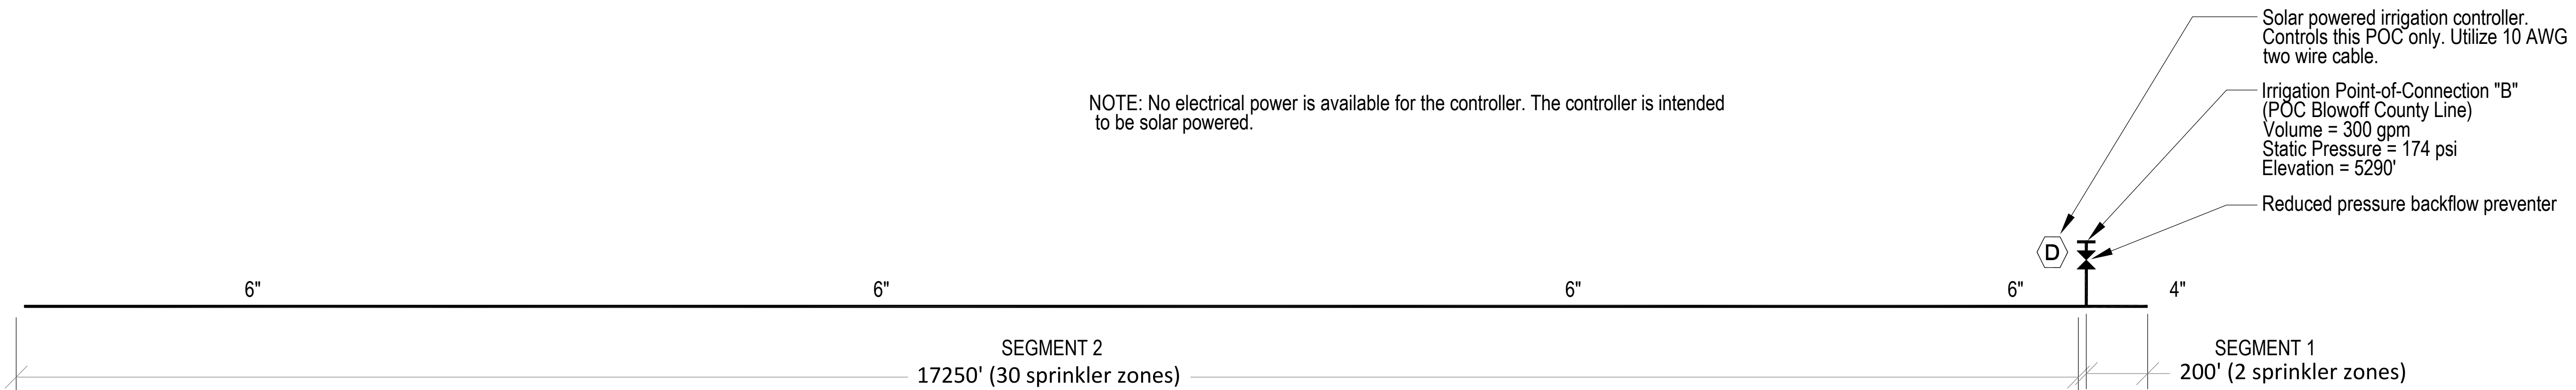 Solar powered irrigation controller.
Controls this POC only. Utilize 10 AWG
two wire cable.
NOTE: No electrical power is available for the controller. The controller is intended
to be solar powered.
Irrigation Point-of-Connection "B"
(POC Blowoff County Line)
Volume = 300 gpm
Static Pressure = 174 psi
Elevation = 5290'
Reduced pressure backflow preventer
D
6" 6" 6" 6" 4"
SEGMENT 2
17250' (30 sprinkler zones)
SEGMENT 1
200' (2 sprinkler zones)